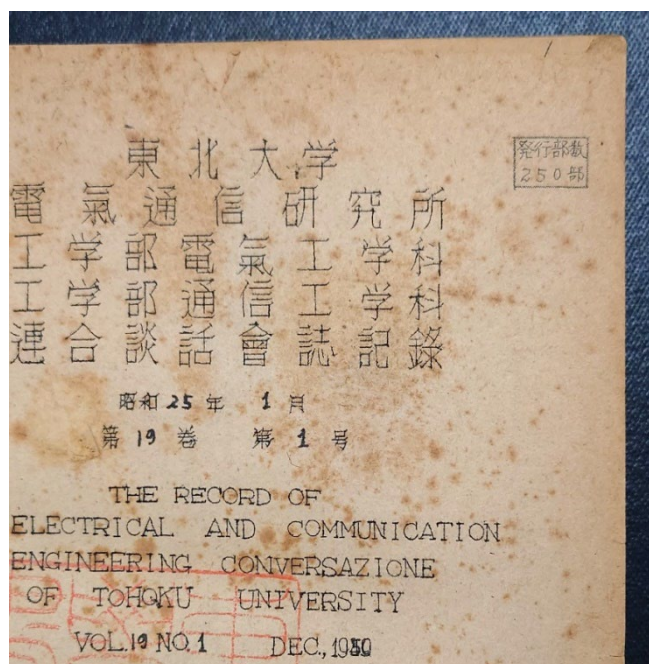 東北大学
発行部数
250部
電氣通信研究所
工学部電氣工学科
工学部通信工学科
連合談話會誌記錄
昭和25年 1月
第19巻 第1号
THE RECORD OF
ELECTRICAL AND COMMUNICATION
ENGINEERING CONVERSAZIONE
OF TOHOKU UNIVERSITY
VOL.19 NO.1 DEC.,